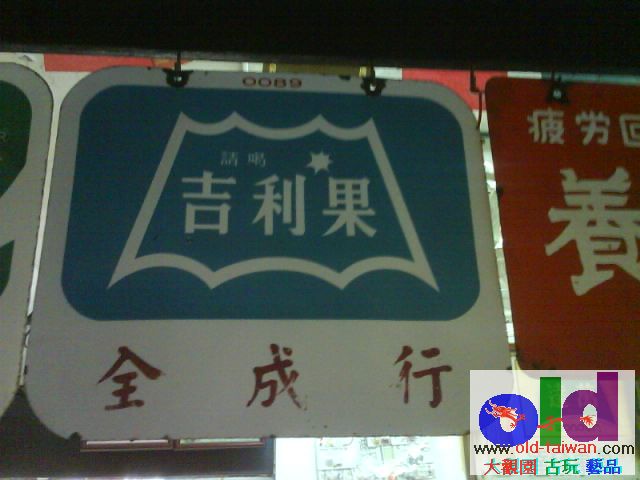 0089
請喝
吉利果
全成行
疲労回
養
old
www.old-taiwan.com
大觀園 古玩 藝品